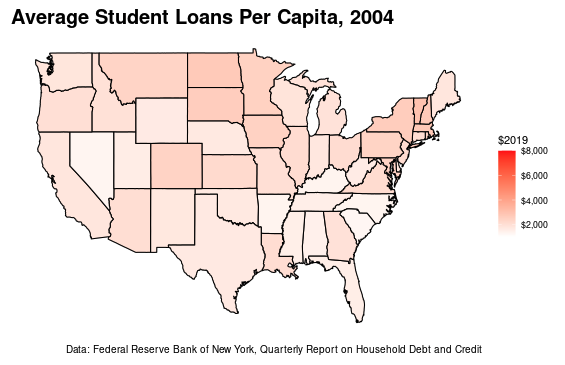 Average Student Loans Per Capita, 2004
$2019
$8,000
$6,000
$4,000
$2,000
Data: Federal Reserve Bank of New York, Quarterly Report on Household Debt and Credit